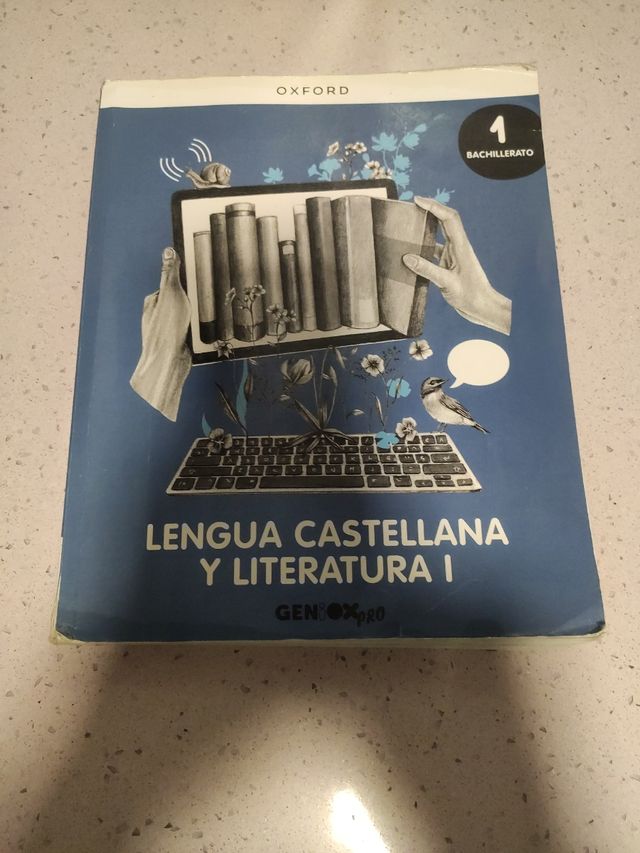 OXFORD
1
BACHILLERATO
LENGUA CASTELLANA
Y LITERATURA I
GENiOX PRO